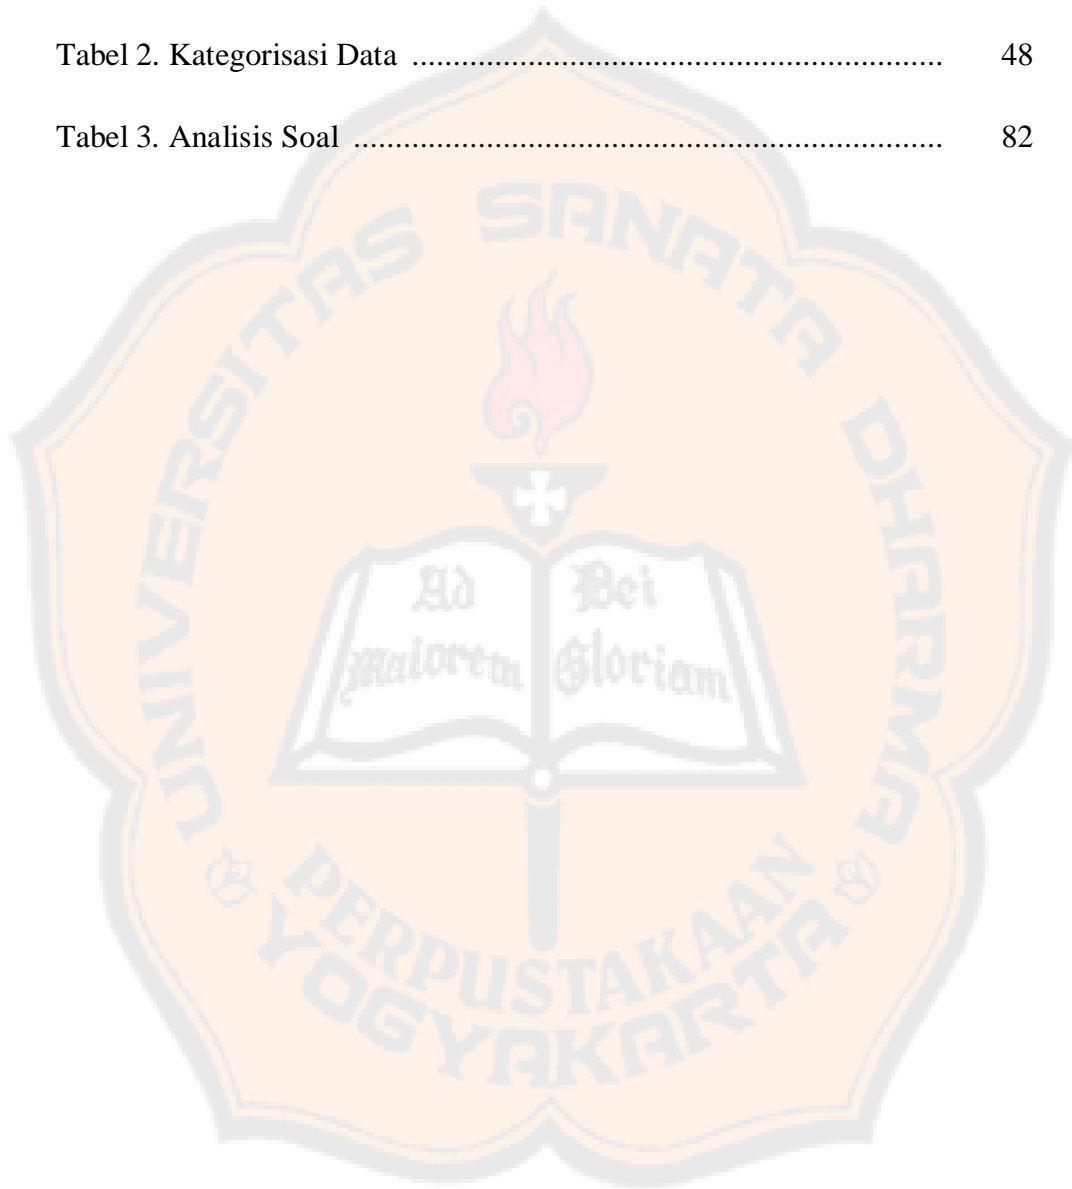 Tabel 2. Kategorisasi Data ................................................................ 48
Tabel 3. Analisis Soal ....................................................................... 82
UNIVERSITAS SANATA DHARMA
Ad Dei
Maiorem Gloriam
PERPUSTAKAAN
YOGYAKARTA